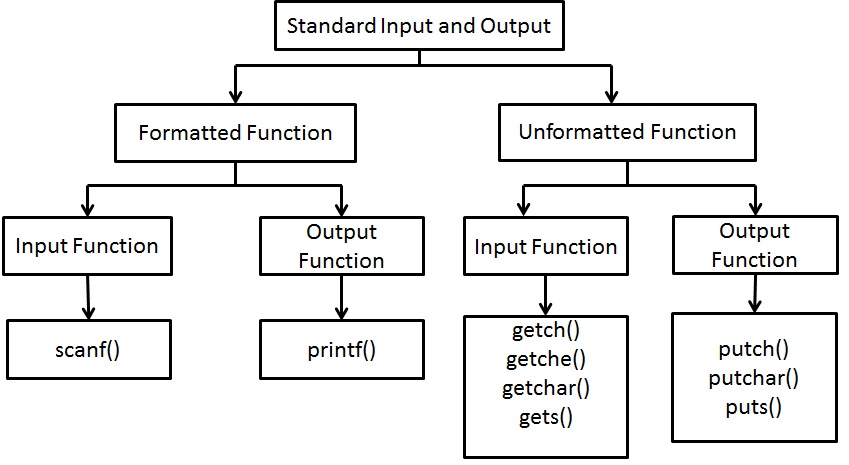 Standard Input and Output
Formatted Function
Unformatted Function
Input Function
Output
Function
Input Function
Output
Function
scanf()
printf()
getch()
getche()
getchar()
gets()
putch()
putchar()
puts()